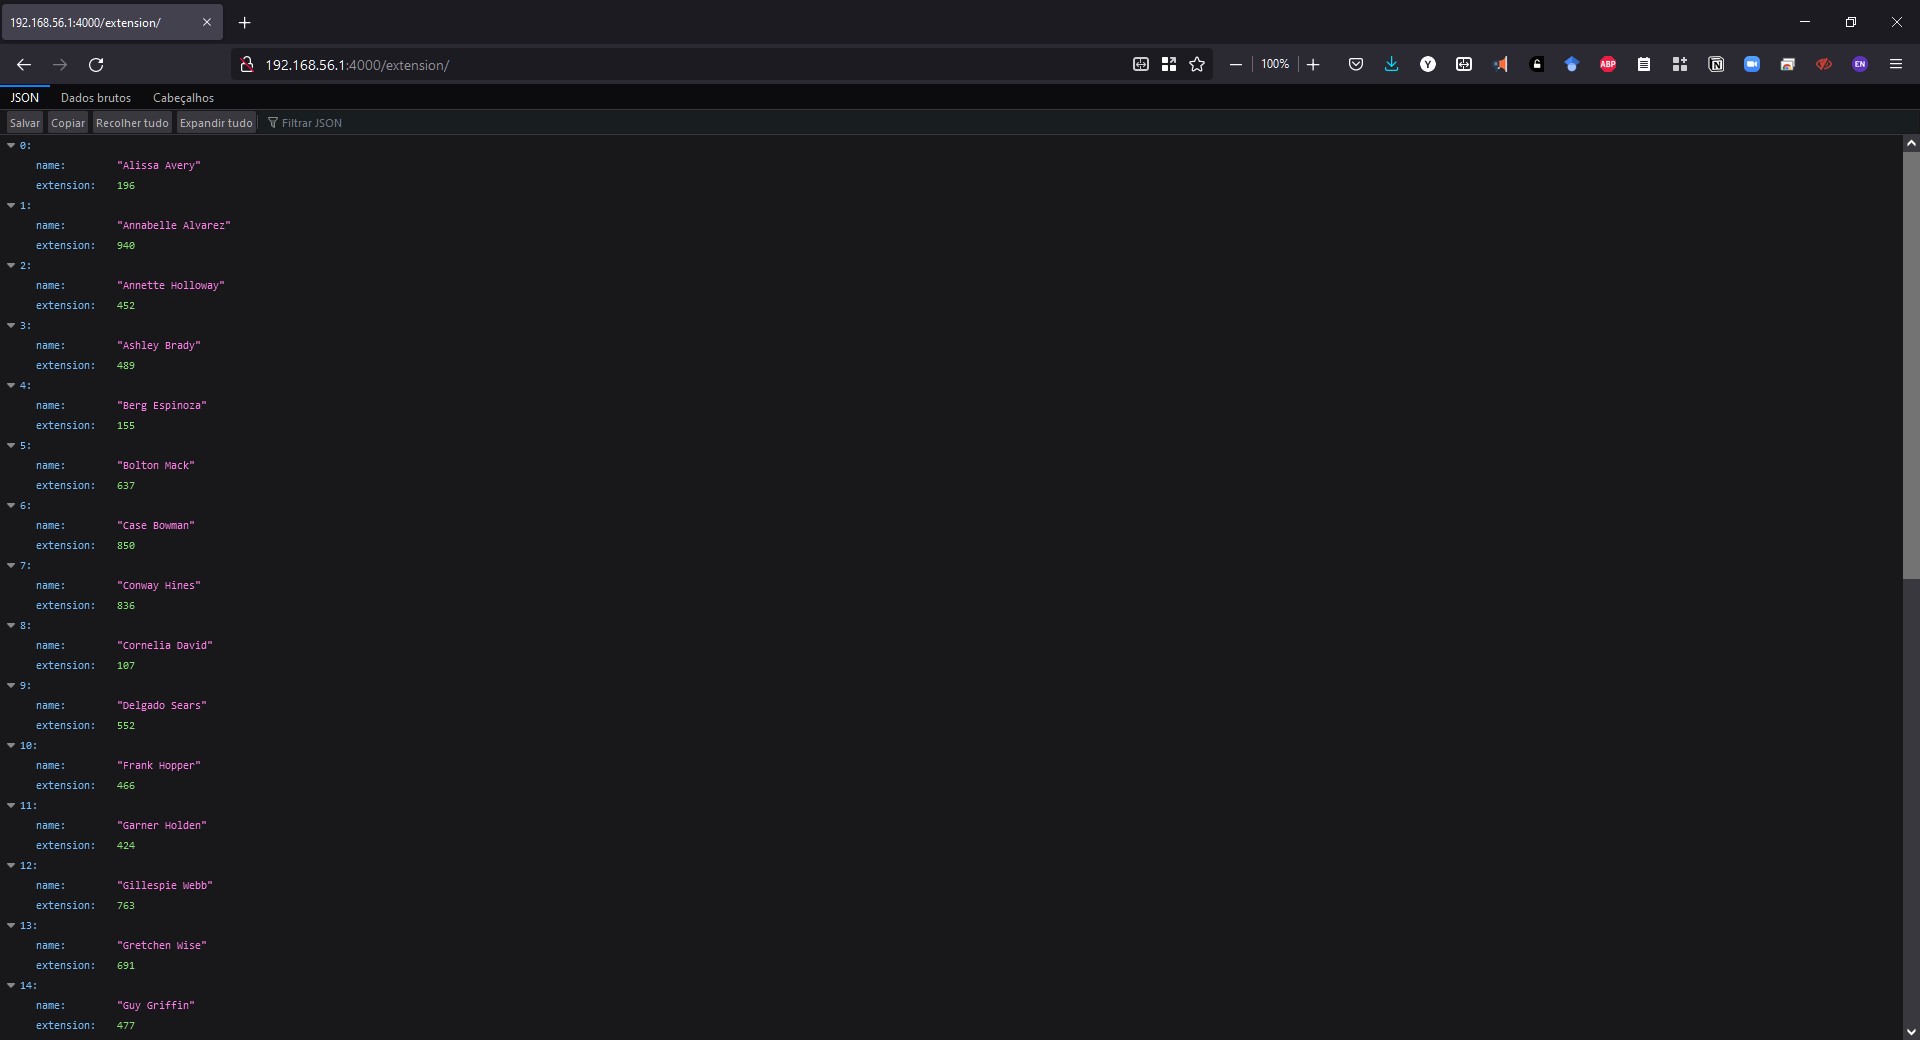 192.168.56.1:4000/extension/
192.168.56.1:4000/extension/
100%
Y
ABP
EN
JSON Dados brutos Cabeçalhos
Salvar Copiar Recolher tudo Expandir tudo Filtrar JSON
0:
name: "Alissa Avery"
extension: 196
1:
name: "Annabelle Alvarez"
extension: 940
2:
name: "Annette Holloway"
extension: 452
3:
name: "Ashley Brady"
extension: 489
4:
name: "Berg Espinoza"
extension: 155
5:
name: "Bolton Mack"
extension: 637
6:
name: "Case Bowman"
extension: 850
7:
name: "Conway Hines"
extension: 836
8:
name: "Cornelia David"
extension: 107
9:
name: "Delgado Sears"
extension: 552
10:
name: "Frank Hopper"
extension: 466
11:
name: "Garner Holden"
extension: 424
12:
name: "Gillespie Webb"
extension: 763
13:
name: "Gretchen Wise"
extension: 691
14:
name: "Guy Griffin"
extension: 477